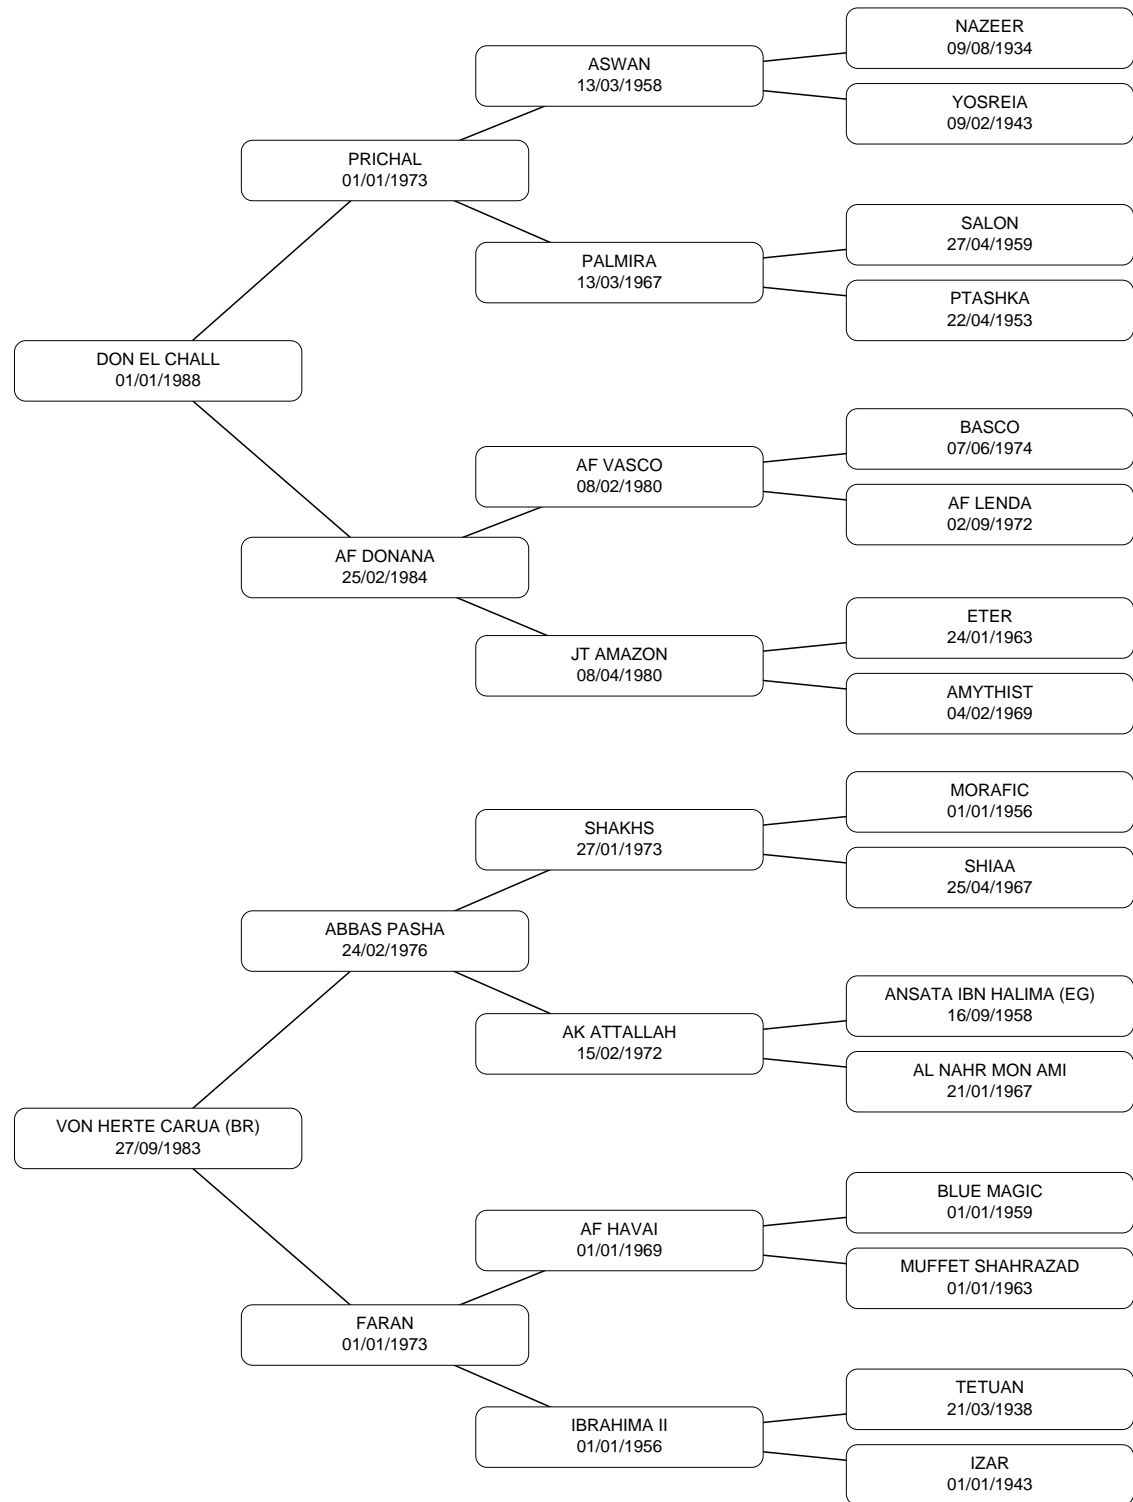 NAZEER
09/08/1934
ASWAN
13/03/1958
YOSREIA
09/02/1943
PRICHAL
01/01/1973
SALON
27/04/1959
PALMIRA
13/03/1967
PTASHKA
22/04/1953
DON EL CHALL
01/01/1988
BASCO
07/06/1974
AF VASCO
08/02/1980
AF LENDA
02/09/1972
AF DONANA
25/02/1984
ETER
24/01/1963
JT AMAZON
08/04/1980
AMYTHIST
04/02/1969
MORAFIC
01/01/1956
SHAKHS
27/01/1973
SHIAA
25/04/1967
ABBAS PASHA
24/02/1976
ANSATA IBN HALIMA (EG)
16/09/1958
AK ATTALLAH
15/02/1972
AL NAHR MON AMI
21/01/1967
VON HERTE CARUA (BR)
27/09/1983
BLUE MAGIC
01/01/1959
AF HAVAI
01/01/1969
MUFFET SHAHRAZAD
01/01/1963
FARAN
01/01/1973
TETUAN
21/03/1938
IBRAHIMA II
01/01/1956
IZAR
01/01/1943